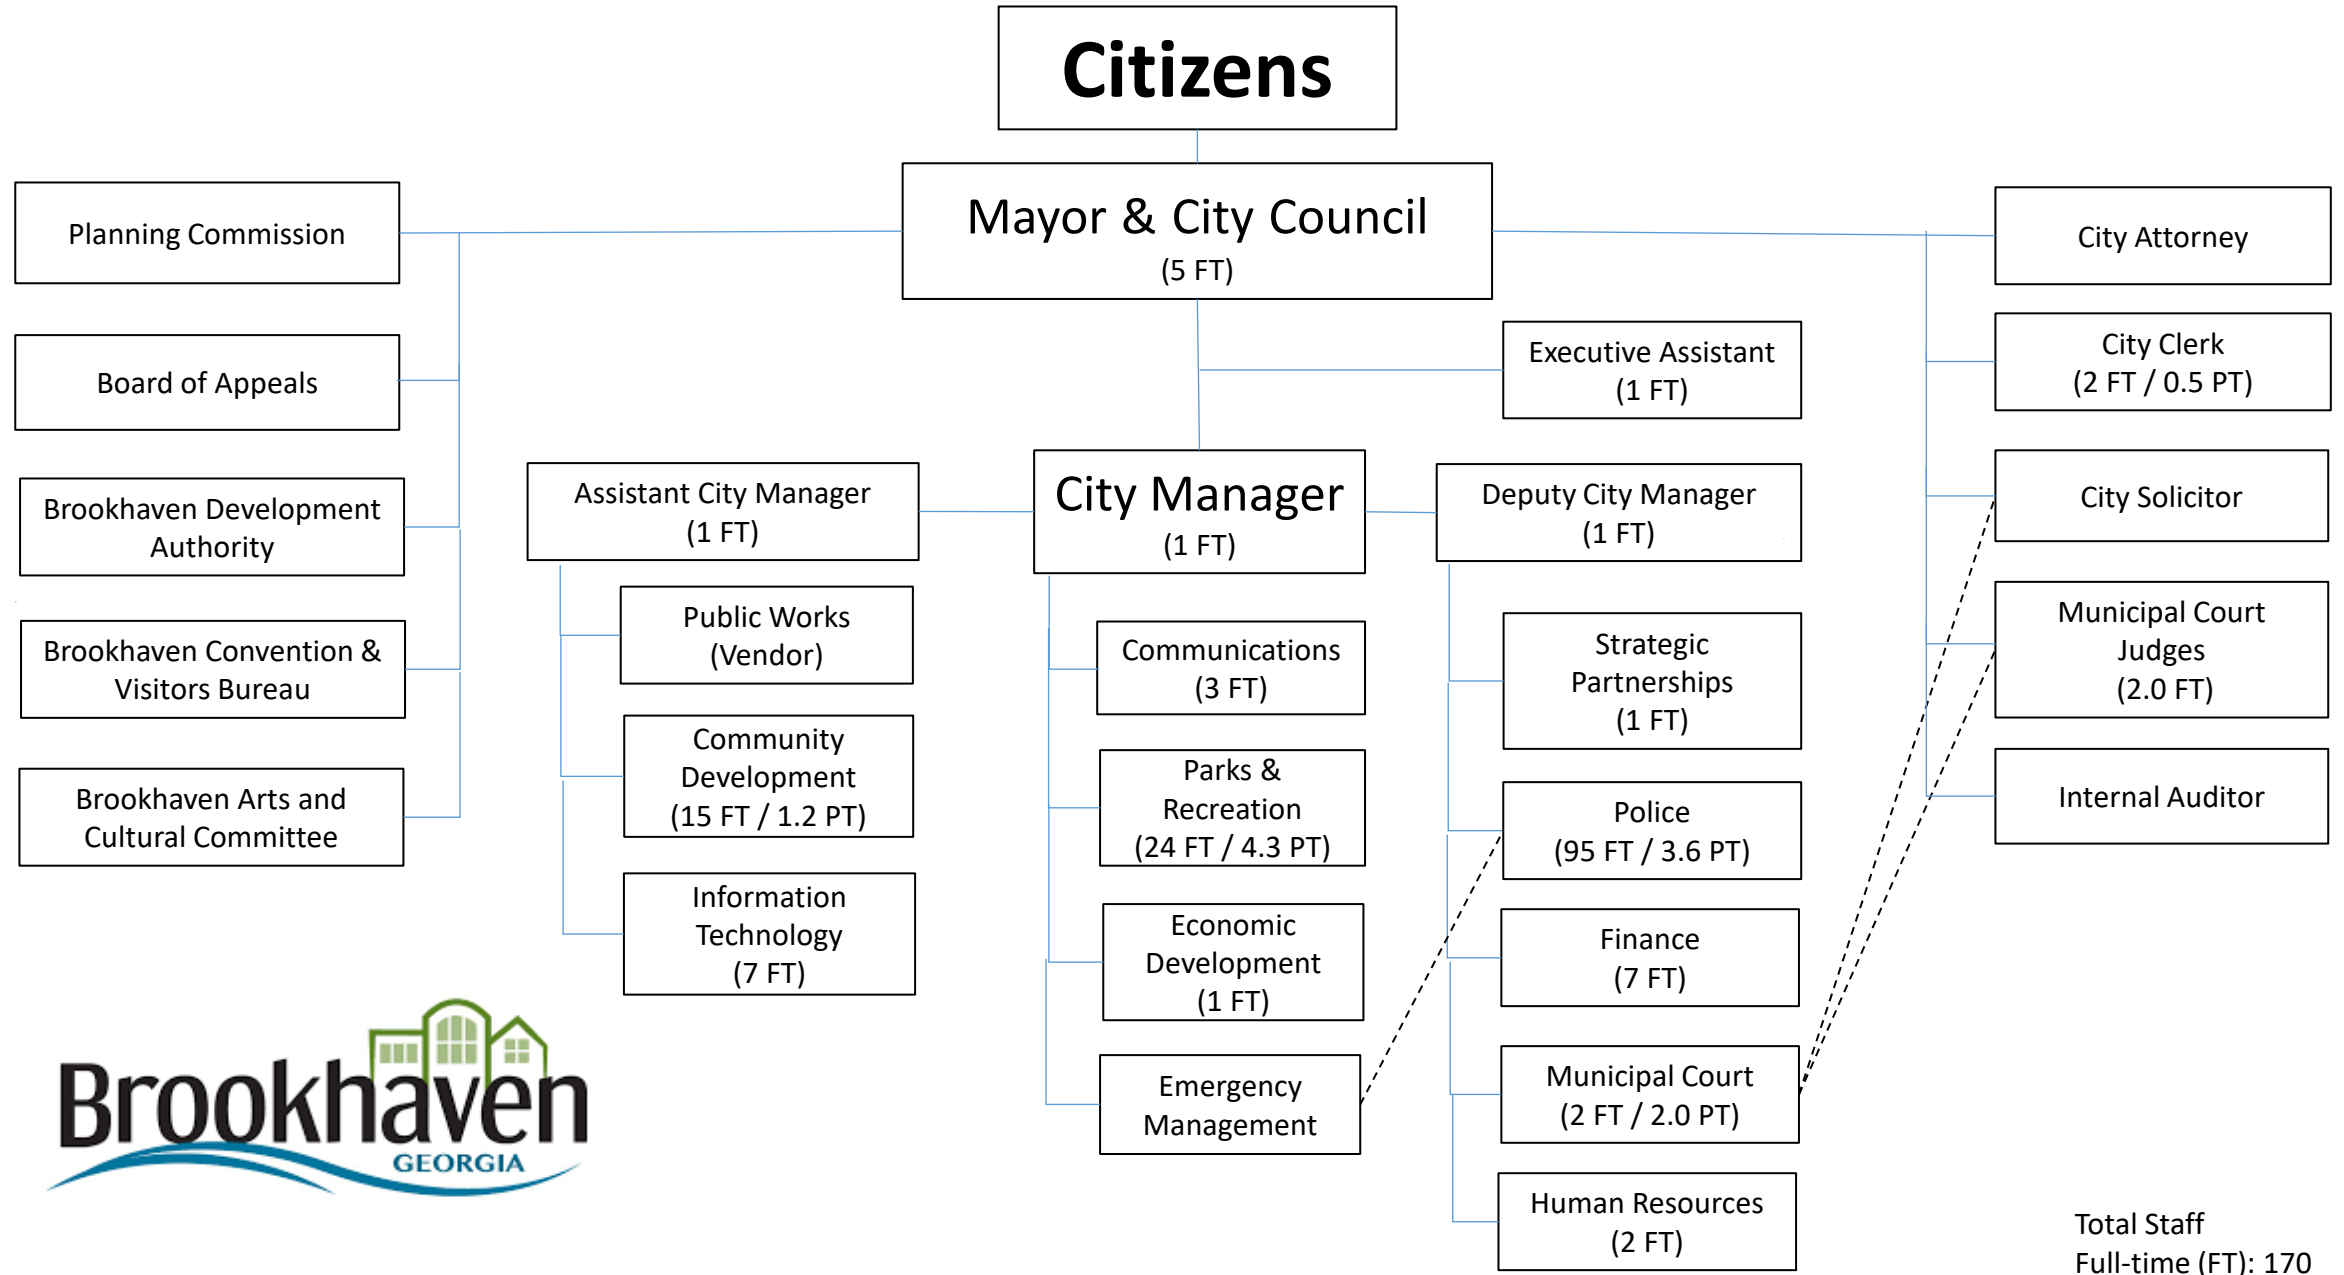 Citizens
Mayor & City Council
(5 FT)
Planning Commission
Board of Appeals
Brookhaven Development
Authority
Brookhaven Convention &
Visitors Bureau
Brookhaven Arts and
Cultural Committee
City Attorney
City Clerk
(2 FT / 0.5 PT)
City Solicitor
Municipal Court
Judges
(2.0 FT)
Internal Auditor
Executive Assistant
(1 FT)
City Manager
(1 FT)
Assistant City Manager
(1 FT)
Public Works
(Vendor)
Community
Development
(15 FT / 1.2 PT)
Information
Technology
(7 FT)
Communications
(3 FT)
Parks &
Recreation
(24 FT / 4.3 PT)
Economic
Development
(1 FT)
Emergency
Management
Deputy City Manager
(1 FT)
Strategic
Partnerships
(1 FT)
Police
(95 FT / 3.6 PT)
Finance
(7 FT)
Municipal Court
(2 FT / 2.0 PT)
Human Resources
(2 FT)
Brookhaven
GEORGIA
Total Staff
Full-time (FT): 170